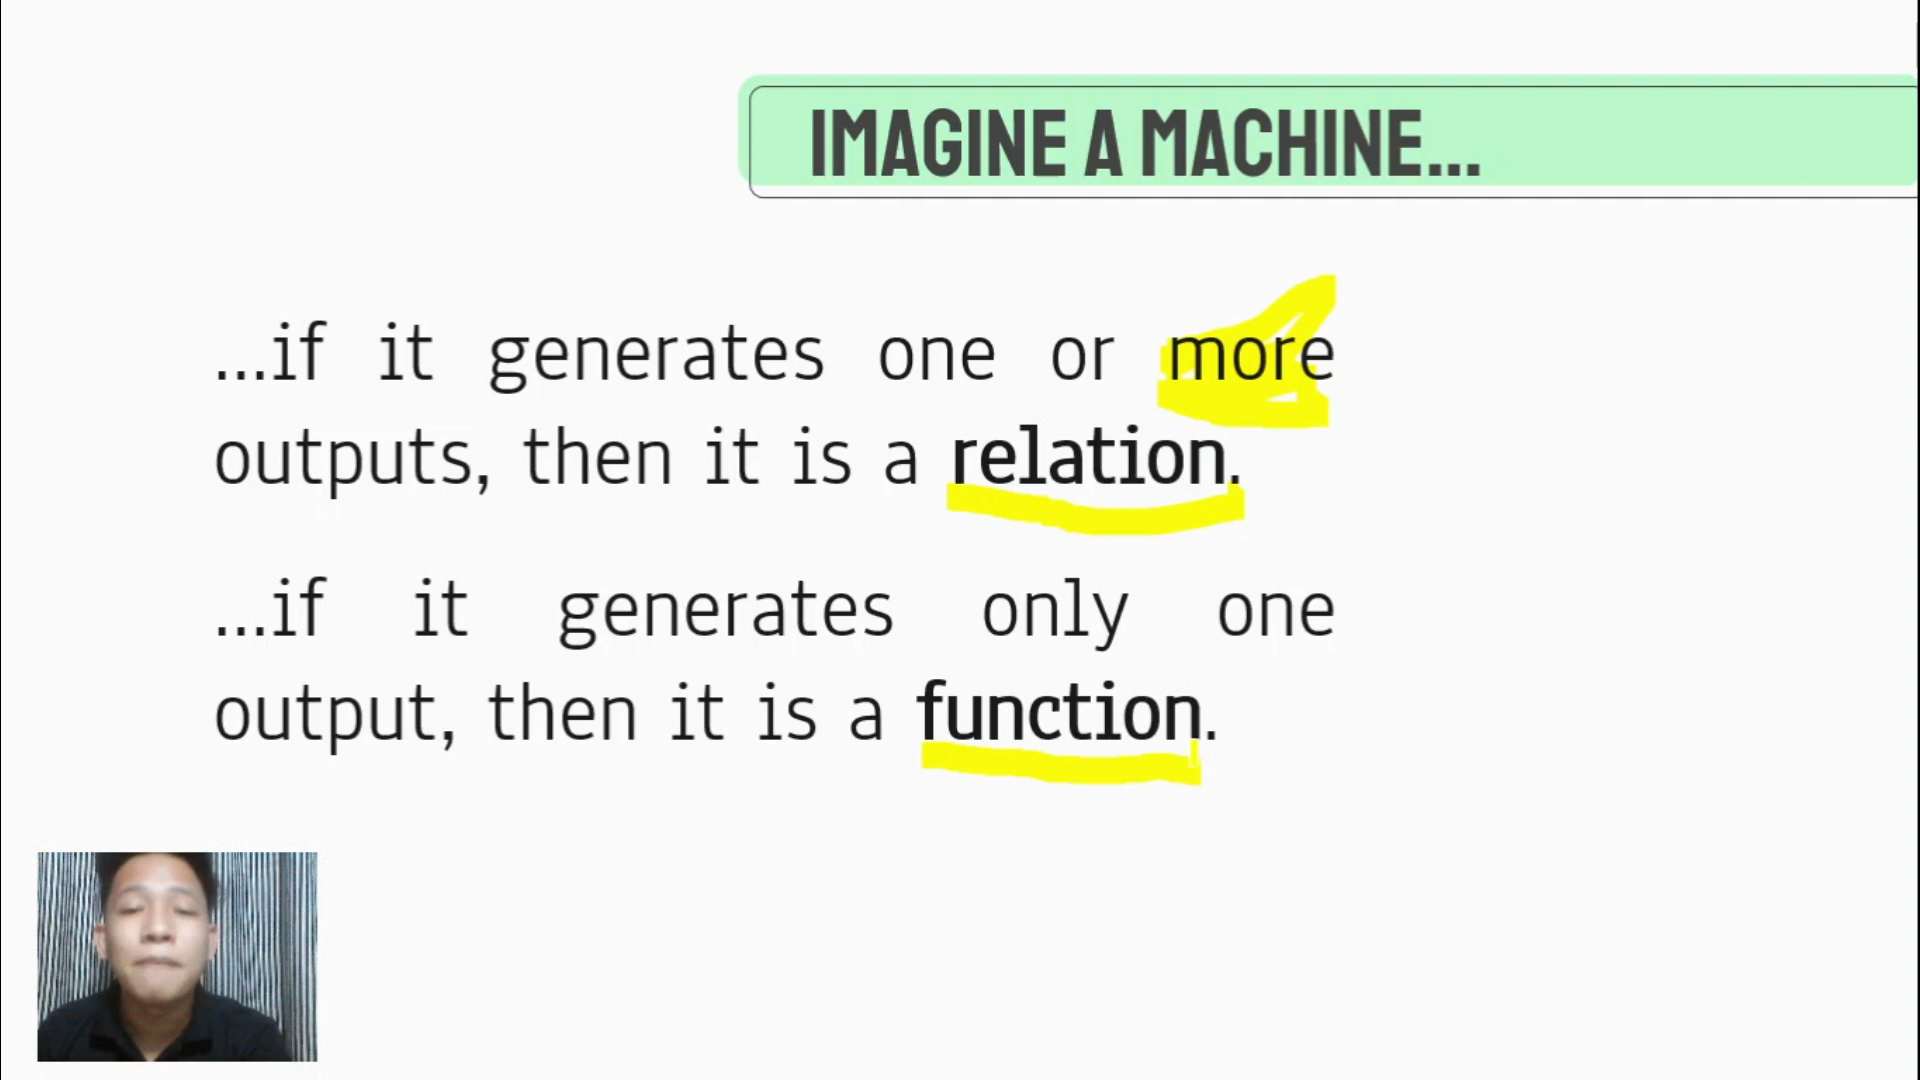 IMAGINE A MACHINE...
...if it generates one or more
outputs, then it is a relation.
...if it generates only one
output, then it is a function.